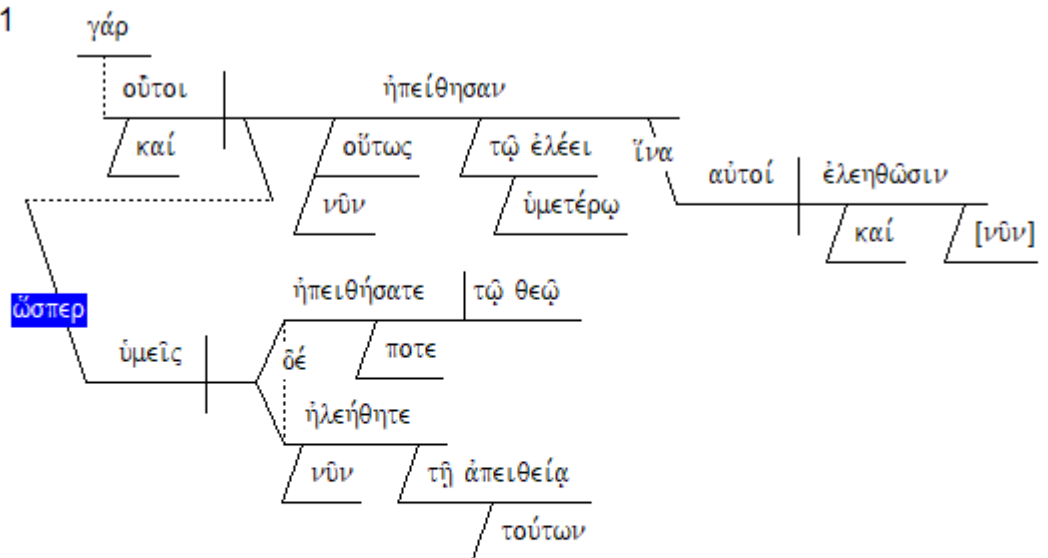 1
γάρ
οὗτοι ἠπείθησαν
καί οὕτως τῷ ἐλέει ἵνα
αὐτοί ἐλεηθῶσιν
νῦν ὑμετέρῳ
καί [νῦν]
ἠπειθήσατε τῷ θεῷ
ὥσπερ
ὑμεῖς δέ ποτε
ἠλεήθητε
νῦν τῇ ἀπειθείᾳ
τούτων